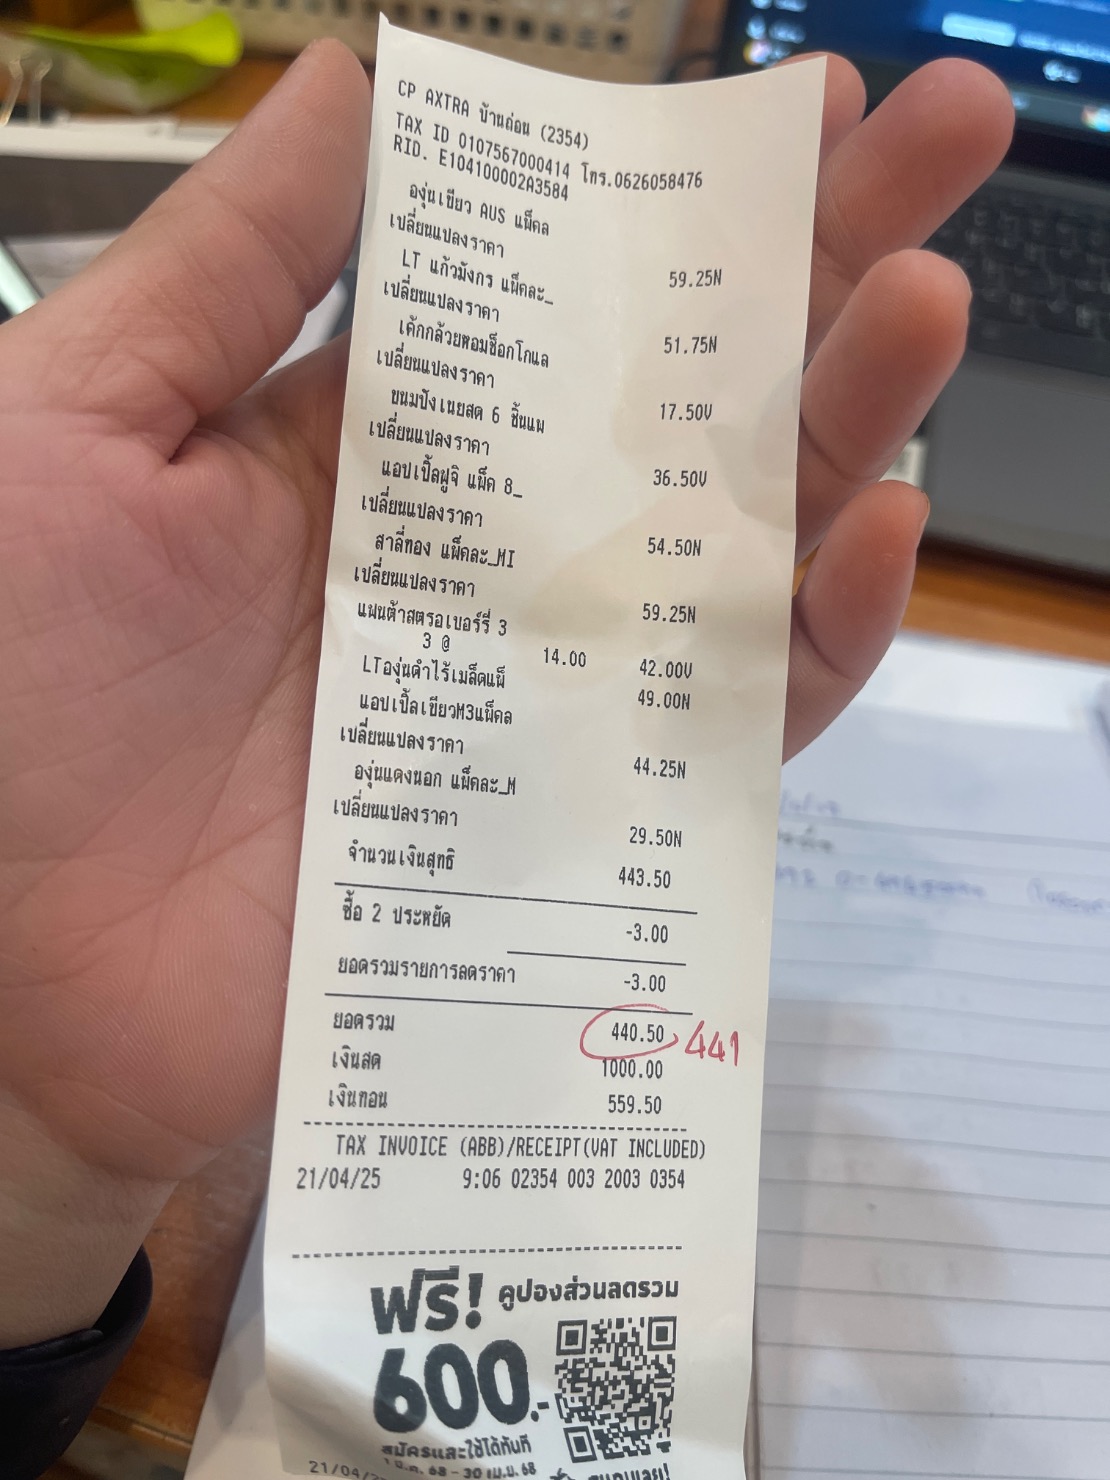 CP AXTRA บ้านถ่อน (2354)
TAX ID 0107567000414 โทร.0626058476
RID. E104100002A3584
องุ่นเขียว AUS แพ็คล
เปลี่ยนแปลงราคา 59.25N
LT แก้วมังกร แพ็คละ_
เปลี่ยนแปลงราคา 51.75N
เค้กกล้วยหอมช็อกโกแล
เปลี่ยนแปลงราคา 17.50V
ขนมปังเนยสด 6 ชิ้นแพ
เปลี่ยนแปลงราคา 36.50V
แอปเปิ้ลฟูจิ แพ็ค 8_
เปลี่ยนแปลงราคา 54.50N
สาลี่ทอง แพ็คละ_MI
เปลี่ยนแปลงราคา 59.25N
แฟนต้าสตรอเบอร์รี่ 3
3 @ 14.00 42.00V
LTองุ่นดำไร้เมล็ดแพ็ 49.00N
แอปเปิ้ลเขียวM3แพ็คล
เปลี่ยนแปลงราคา 44.25N
องุ่นแดงนอก แพ็คละ_M
เปลี่ยนแปลงราคา 29.50N
จำนวนเงินสุทธิ 443.50
ซื้อ 2 ประหยัด -3.00
ยอดรวมรายการลดราคา -3.00
ยอดรวม 440.50 441
เงินสด 1000.00
เงินทอน 559.50
TAX INVOICE (ABB)/RECEIPT(VAT INCLUDED)
21/04/25 9:06 02354 003 2003 0354
ฟรี! คูปองส่วนลดรวม
600.-
สมัครและใช้ได้ทันที
68 - 30 เม.ย. 68
21/04/2